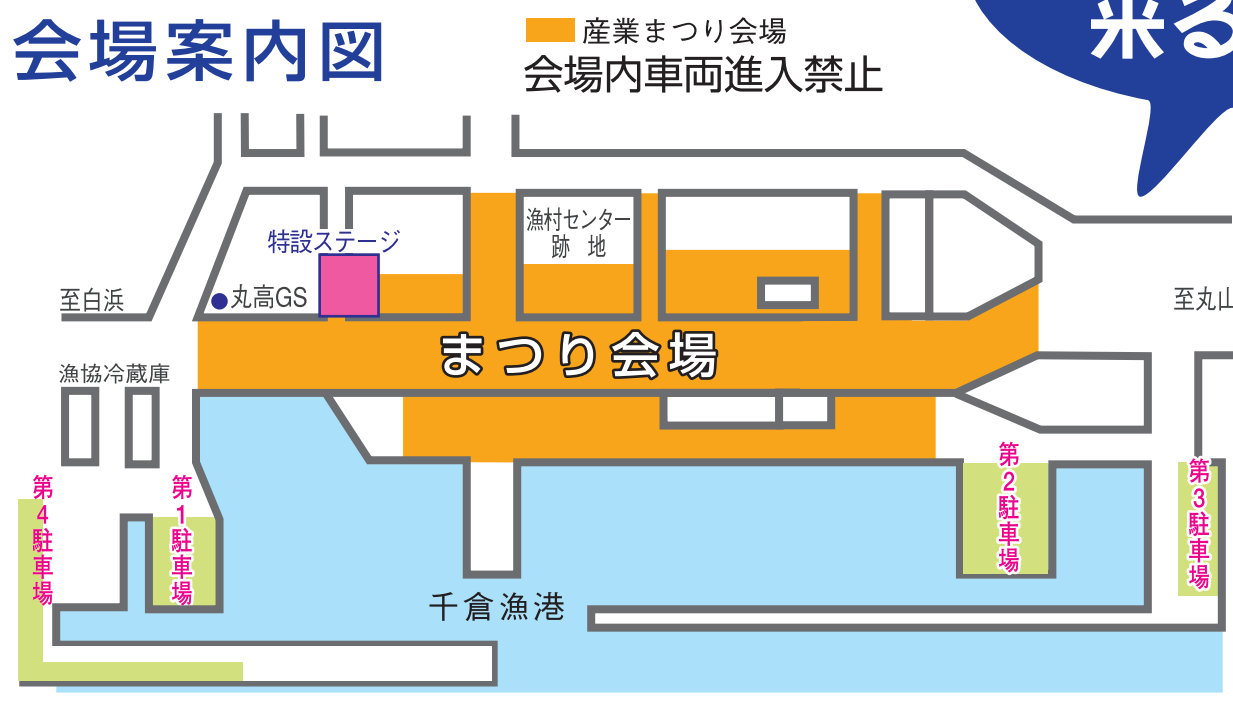 会場案内図
産業まつり会場
会場内車両進入禁止
来る
漁村センター
跡 地
特設ステージ
丸高GS
至白浜
至丸山
まつり会場
漁協冷蔵庫
第4駐車場
第1駐車場
第2駐車場
第3駐車場
千倉漁港